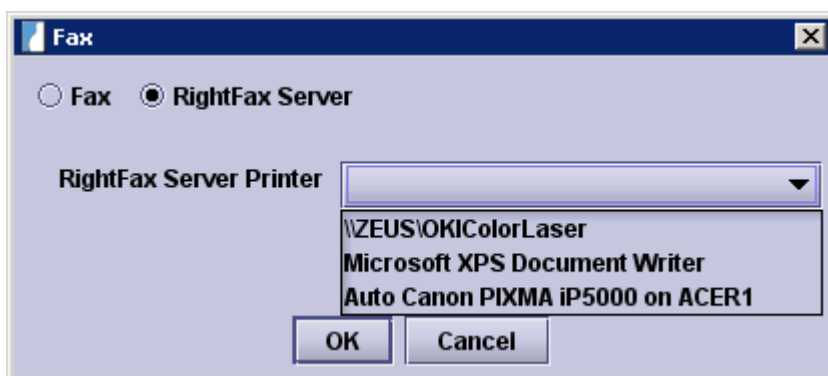 Fax
Fax RightFax Server
RightFax Server Printer
\\ZEUS\OKIColorLaser
Microsoft XPS Document Writer
Auto Canon PIXMA iP5000 on ACER1
OK Cancel